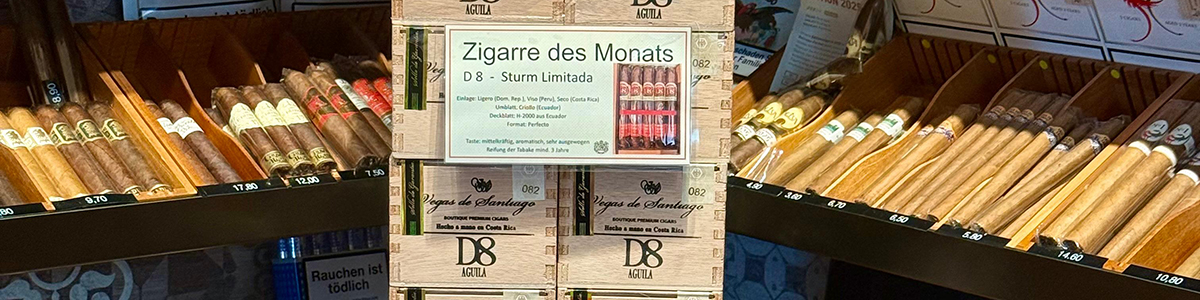 D8
AGUILA
AGUILA
Zigarre des Monats
D 8 - Sturm Limitada
Einlage: Ligero (Dom. Rep.), Viso (Peru), Seco (Costa Rica)
Umblatt: Criollo (Ecuador)
Deckblatt: H-2000 aus Ecuador
Format: Perfecto
Texte: mittelkräftig, aromatisch, sehr ausgewogen
Reifung der Tabake mind. 3 Jahre
082
Vegas de Santiago
BOUTIQUE PREMIUM CIGARS
Hecho a mano en Costa Rica
D8
AGUILA
082
Vegas de Santiago
BOUTIQUE PREMIUM CIGARS
Hecho a mano en Costa Rica
D8
AGUILA
9,70
17,80
12,00
7,50
Rauchen ist
tödlich
4,90
3,60
6,70
6,50
5,80
14,60
10,80